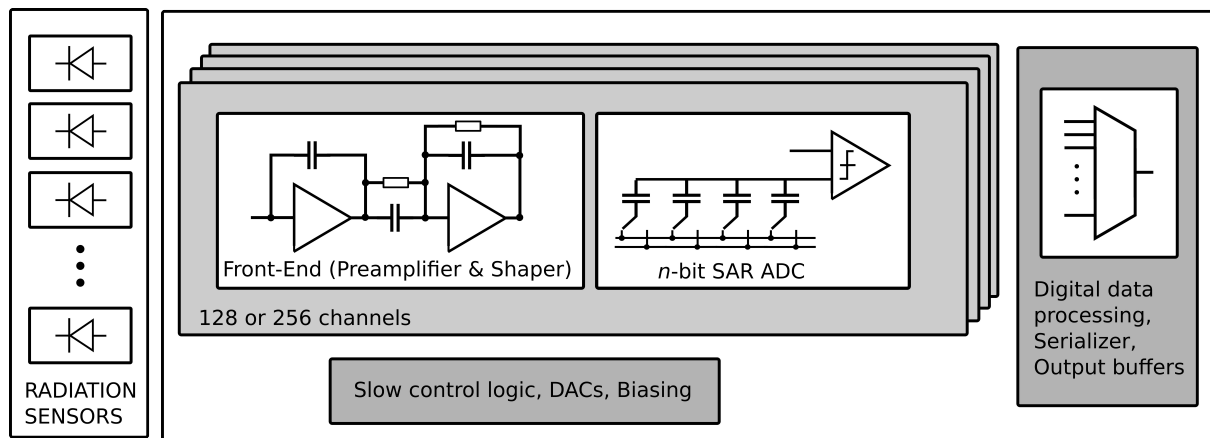 RADIATION
SENSORS
Front-End (Preamplifier & Shaper)
n-bit SAR ADC
128 or 256 channels
Slow control logic, DACs, Biasing
Digital data
processing,
Serializer,
Output buffers